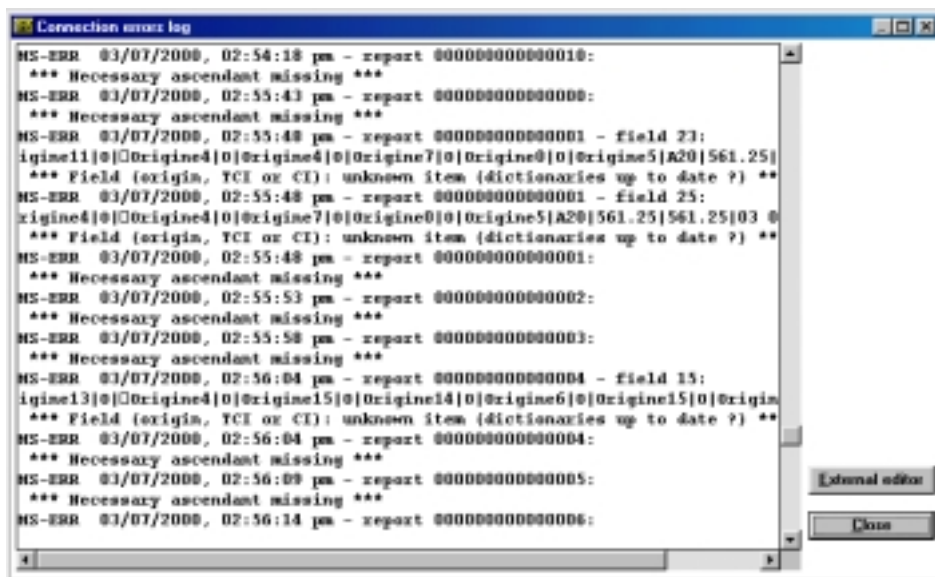 Connection errors log
MS-ERR 03/07/2000, 02:54:18 pm - report 0000000000000010:
*** Necessary ascendant missing ***
MS-ERR 03/07/2000, 02:55:43 pm - report 0000000000000000:
*** Necessary ascendant missing ***
MS-ERR 03/07/2000, 02:55:48 pm - report 0000000000000001 - field 23:
igine11|0|□Origine4|0|Origine4|0|Origine7|0|Origine0|0|Origine5|A20|561.25|
*** Field (origin, TCI or CI): unknown item (dictionaries up to date ?) **
MS-ERR 03/07/2000, 02:55:48 pm - report 0000000000000001 - field 25:
rigine4|0|□Origine4|0|Origine7|0|Origine0|0|Origine5|A20|561.25|561.25|03 0
*** Field (origin, TCI or CI): unknown item (dictionaries up to date ?) **
MS-ERR 03/07/2000, 02:55:48 pm - report 0000000000000001:
*** Necessary ascendant missing ***
MS-ERR 03/07/2000, 02:55:53 pm - report 0000000000000002:
*** Necessary ascendant missing ***
MS-ERR 03/07/2000, 02:55:58 pm - report 0000000000000003:
*** Necessary ascendant missing ***
MS-ERR 03/07/2000, 02:56:04 pm - report 0000000000000004 - field 15:
igine13|0|□Origine4|0|Origine15|0|Origine14|0|Origine6|0|Origine15|0|Origin
*** Field (origin, TCI or CI): unknown item (dictionaries up to date ?) **
MS-ERR 03/07/2000, 02:56:04 pm - report 0000000000000004:
*** Necessary ascendant missing ***
MS-ERR 03/07/2000, 02:56:09 pm - report 0000000000000005:
*** Necessary ascendant missing ***
MS-ERR 03/07/2000, 02:56:14 pm - report 0000000000000006:
External editor
Close